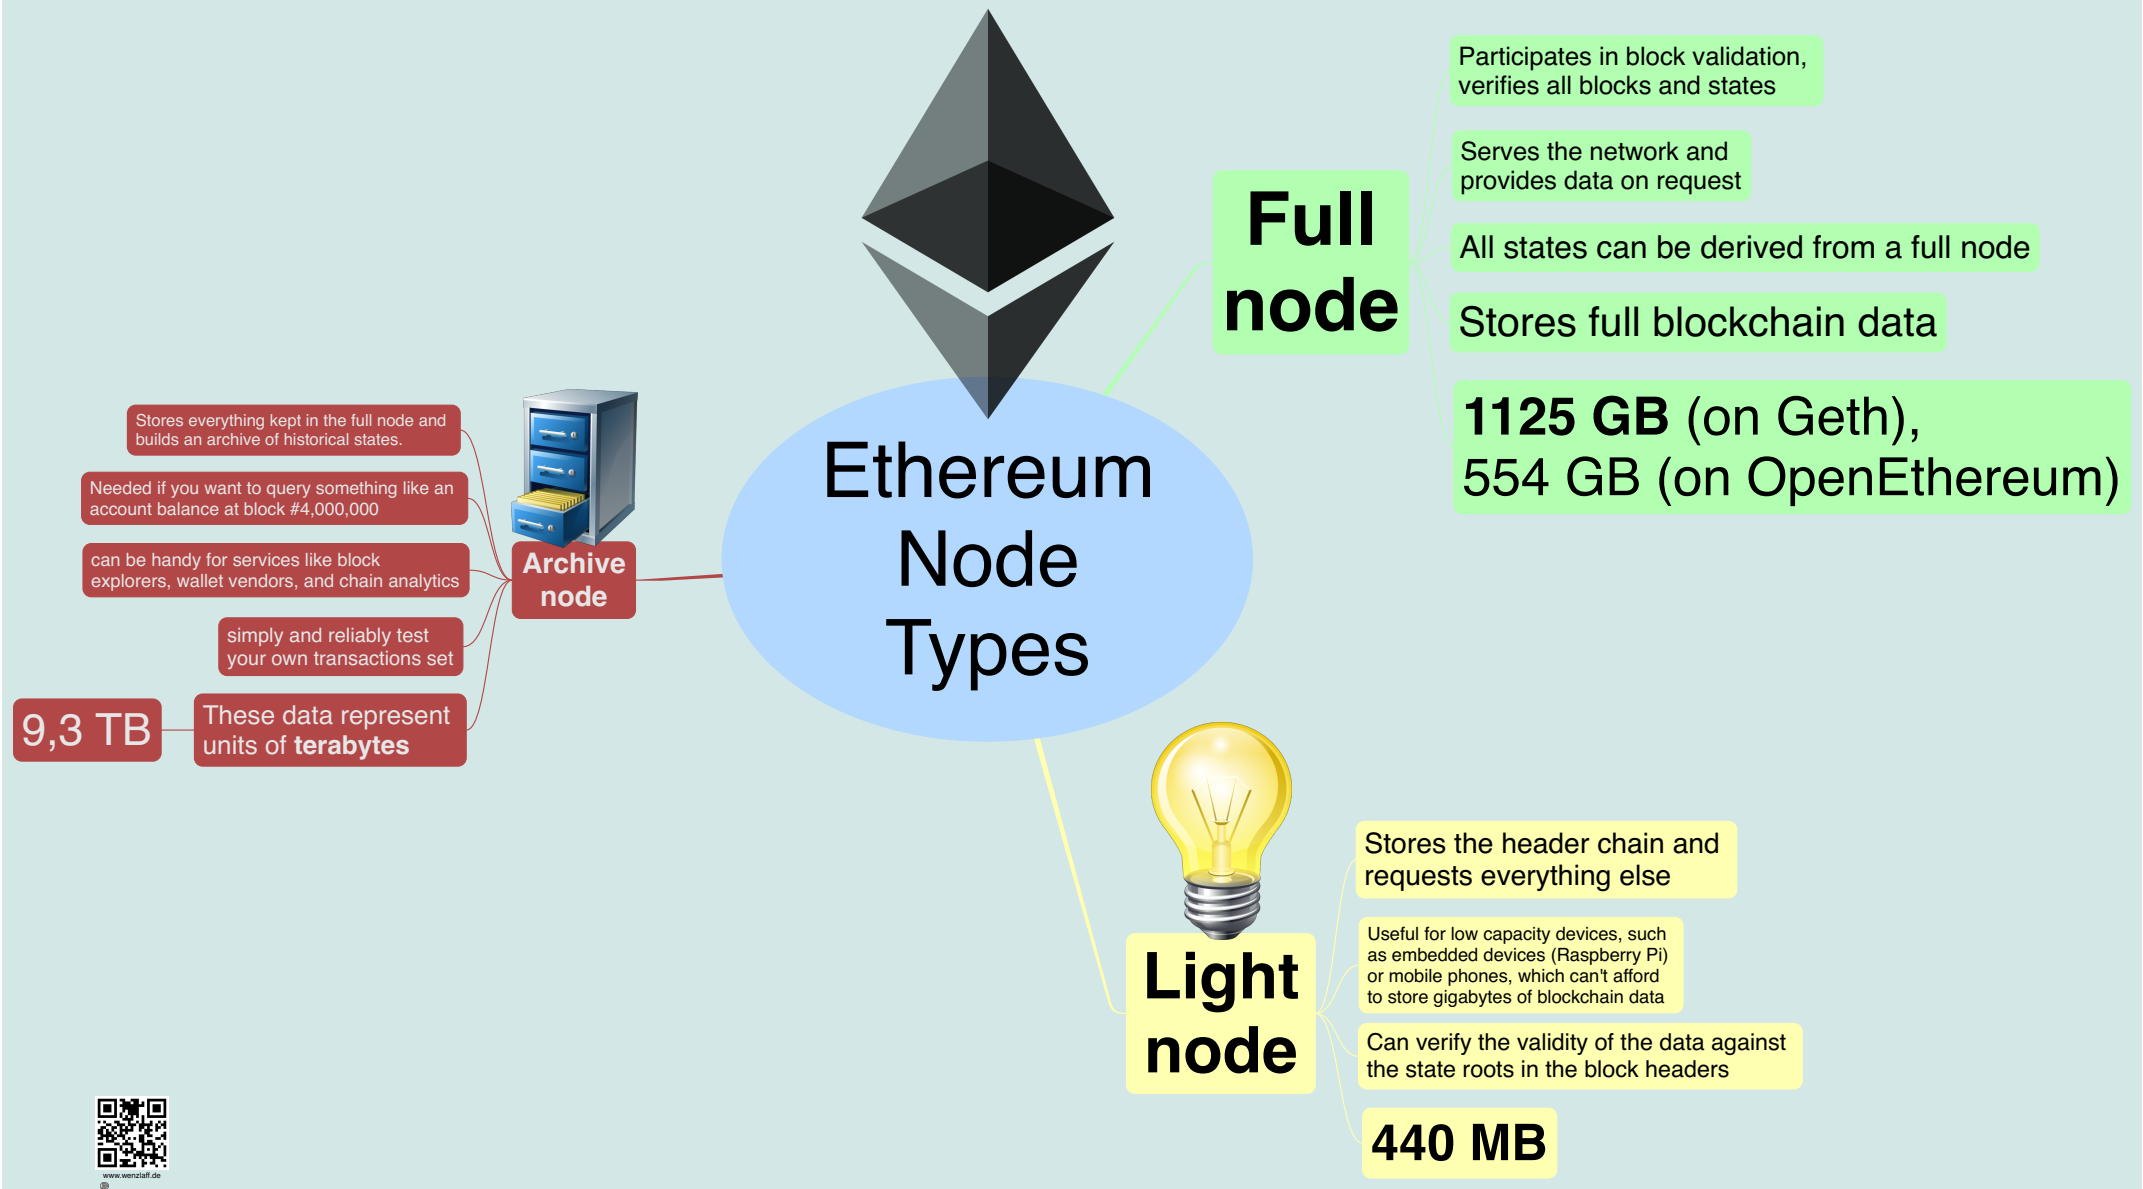 Ethereum
Node
Types
Full
node
Participates in block validation,
verifies all blocks and states
Serves the network and
provides data on request
All states can be derived from a full node
Stores full blockchain data
1125 GB (on Geth),
554 GB (on OpenEthereum)
Light
node
Stores the header chain and
requests everything else
Useful for low capacity devices, such
as embedded devices (Raspberry Pi)
or mobile phones, which can't afford
to store gigabytes of blockchain data
Can verify the validity of the data against
the state roots in the block headers
440 MB
Archive
node
Stores everything kept in the full node and
builds an archive of historical states.
Needed if you want to query something like an
account balance at block #4,000,000
can be handy for services like block
explorers, wallet vendors, and chain analytics
simply and reliably test
your own transactions set
These data represent
units of terabytes
9,3 TB
www.wenzlaff.de